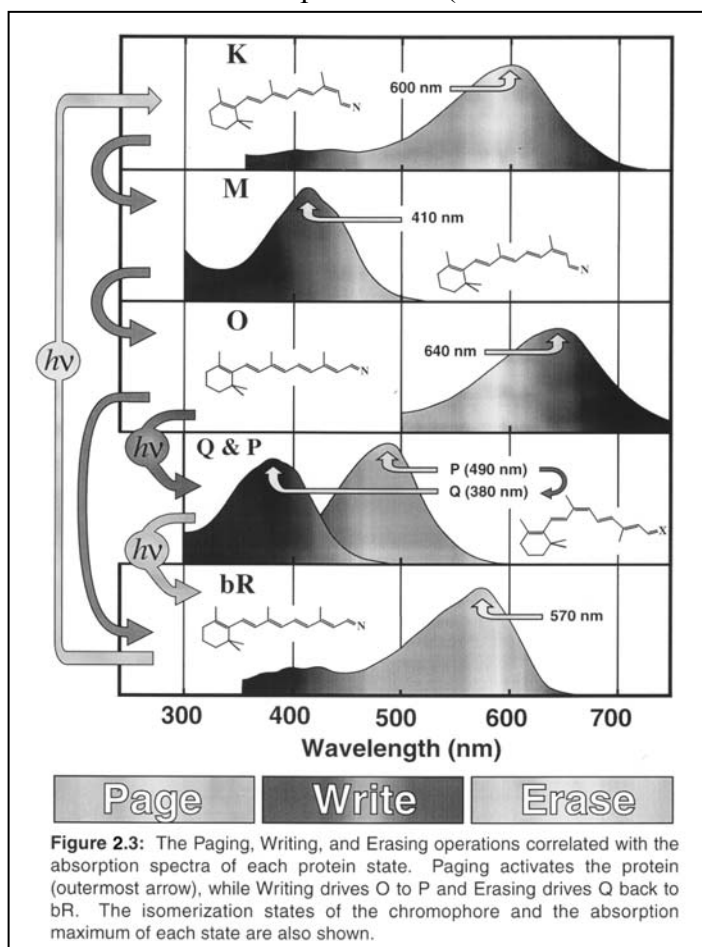 K
600 nm
N
M
410 nm
N
O
640 nm
N
hν
hν
Q & P
P (490 nm)
Q (380 nm)
X
hν
bR
570 nm
N
300 400 500 600 700
Wavelength (nm)
Page Write Erase
Figure 2.3: The Paging, Writing, and Erasing operations correlated with the
absorption spectra of each protein state. Paging activates the protein
(outermost arrow), while Writing drives O to P and Erasing drives Q back to
bR. The isomerization states of the chromophore and the absorption
maximum of each state are also shown.